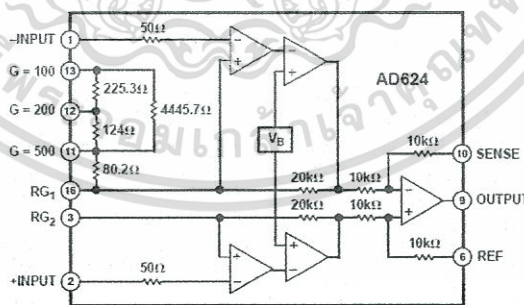 50Ω
–INPUT 1
G = 100 13
225.3Ω
AD624
G = 200 12
4445.7Ω
124Ω
VB
G = 500 11
10kΩ
10 SENSE
80.2Ω
20kΩ 10kΩ
RG1 16
9 OUTPUT
RG2 3
20kΩ 10kΩ
10kΩ
6 REF
50Ω
+INPUT 2